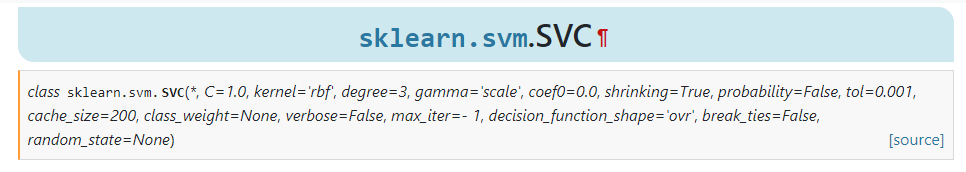 sklearn.svm.SVC¶
class sklearn.svm.SVC(*, C=1.0, kernel='rbf', degree=3, gamma='scale', coef0=0.0, shrinking=True, probability=False, tol=0.001,
cache_size=200, class_weight=None, verbose=False, max_iter=- 1, decision_function_shape='ovr', break_ties=False,
random_state=None) [source]